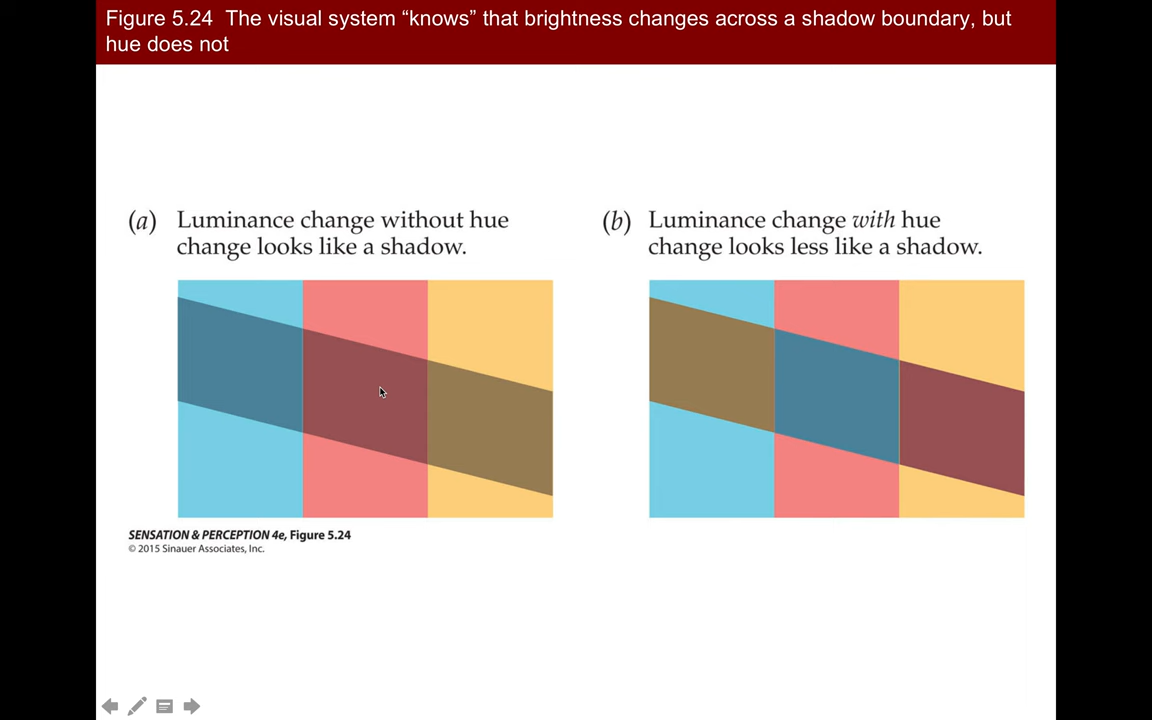 Figure 5.24 The visual system “knows” that brightness changes across a shadow boundary, but
hue does not
(a) Luminance change without hue
change looks like a shadow.
(b) Luminance change with hue
change looks less like a shadow.
SENSATION & PERCEPTION 4e, Figure 5.24
© 2015 Sinauer Associates, Inc.